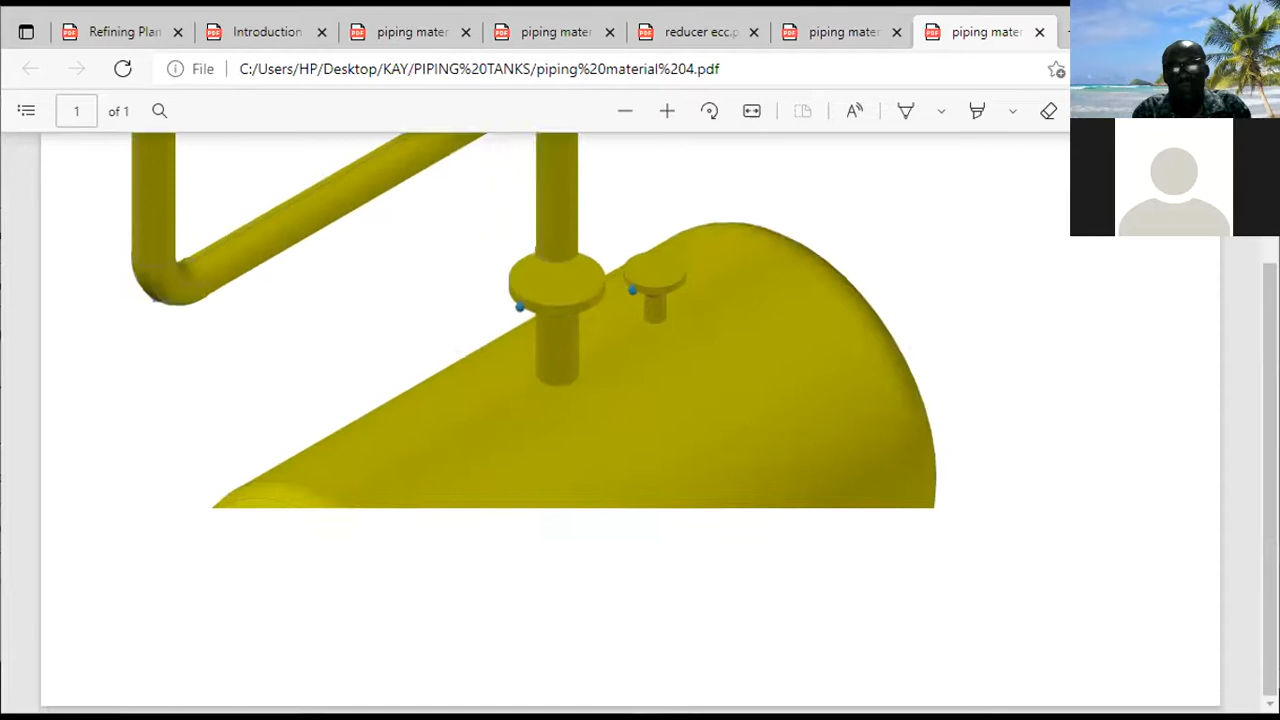 Refining Plan
Introduction
piping mater
piping mater
reducer ecc.p
piping mater
piping mater
File
C:/Users/HP/Desktop/KAY/PIPING%20TANKS/piping%20material%204.pdf
1 of 1